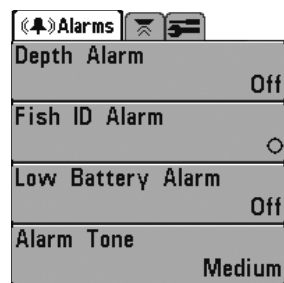 Alarms
Depth Alarm
Off
Fish ID Alarm
Low Battery Alarm
Off
Alarm Tone
Medium